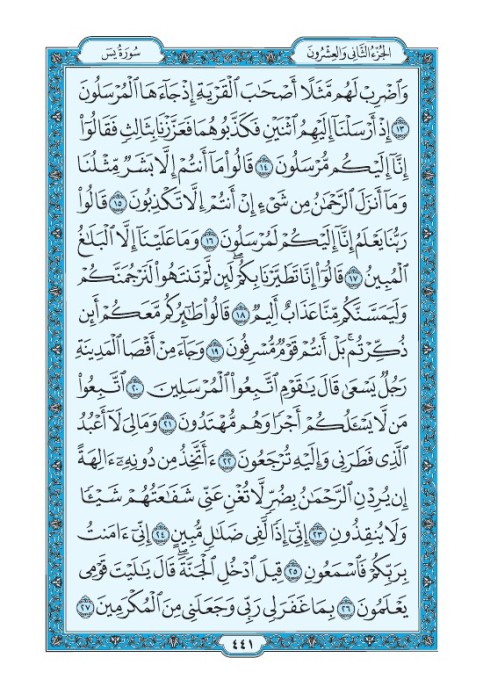 الجزء الثاني والعشرون
سورة يس
وَٱضۡرِبۡ لَهُم مَّثَلًا أَصۡحَٰبَ ٱلۡقَرۡيَةِ إِذۡ جَآءَهَا ٱلۡمُرۡسَلُونَ
١٣ إِذۡ أَرۡسَلۡنَآ إِلَيۡهِمُ ٱثۡنَيۡنِ فَكَذَّبُوهُمَا فَعَزَّزۡنَا بِثَالِثٖ فَقَالُوٓاْ
إِنَّآ إِلَيۡكُم مُّرۡسَلُونَ ١٤ قَالُواْ مَآ أَنتُمۡ إِلَّا بَشَرٞ مِّثۡلُنَا
وَمَآ أَنزَلَ ٱلرَّحۡمَٰنُ مِن شَيۡءٍ إِنۡ أَنتُمۡ إِلَّا تَكۡذِبُونَ ١٥ قَالُواْ
رَبُّنَا يَعۡلَمُ إِنَّآ إِلَيۡكُمۡ لَمُرۡسَلُونَ ١٦ وَمَا عَلَيۡنَآ إِلَّا ٱلۡبَلَٰغُ
ٱلۡمُبِينُ ١٧ قَالُوٓاْ إِنَّا تَطَيَّرۡنَا بِكُمۡۖ لَئِن لَّمۡ تَنتَهُواْ لَنَرۡجُمَنَّكُمۡ
وَلَيَمَسَّنَّكُم مِّنَّا عَذَابٌ أَلِيمٞ ١٨ قَالُواْ طَٰٓئِرُكُم مَّعَكُمۡ أَئِن
ذُكِّرۡتُمۚ بَلۡ أَنتُمۡ قَوۡمٞ مُّسۡرِفُونَ ١٩ وَجَآءَ مِنۡ أَقۡصَا ٱلۡمَدِينَةِ
رَجُلٞ يَسۡعَىٰ قَالَ يَٰقَوۡمِ ٱتَّبِعُواْ ٱلۡمُرۡسَلِينَ ٢٠ ٱتَّبِعُواْ
مَن لَّا يَسۡـَٔلُكُمۡ أَجۡرٗا وَهُم مُّهۡتَدُونَ ٢١ وَمَالِيَ لَآ أَعۡبُدُ
ٱلَّذِي فَطَرَنِي وَإِلَيۡهِ تُرۡجَعُونَ ٢٢ ءَأَتَّخِذُ مِن دُونِهِۦٓ ءَالِهَةً
إِن يُرِدۡنِ ٱلرَّحۡمَٰنُ بِضُرّٖ لَّا تُغۡنِ عَنِّي شَفَٰعَتُهُمۡ شَيۡـٔٗا
وَلَا يُنقِذُونِ ٢٣ إِنِّيٓ إِذٗا لَّفِي ضَلَٰلٖ مُّبِينٍ ٢٤ إِنِّيٓ ءَامَنتُ
بِرَبِّكُمۡ فَٱسۡمَعُونِ ٢٥ قِيلَ ٱدۡخُلِ ٱلۡجَنَّةَۖ قَالَ يَٰلَيۡتَ قَوۡمِي
يَعۡلَمُونَ ٢٦ بِمَا غَفَرَ لِي رَبِّي وَجَعَلَنِي مِنَ ٱلۡمُكۡرَمِينَ ٢٧
٤٤١